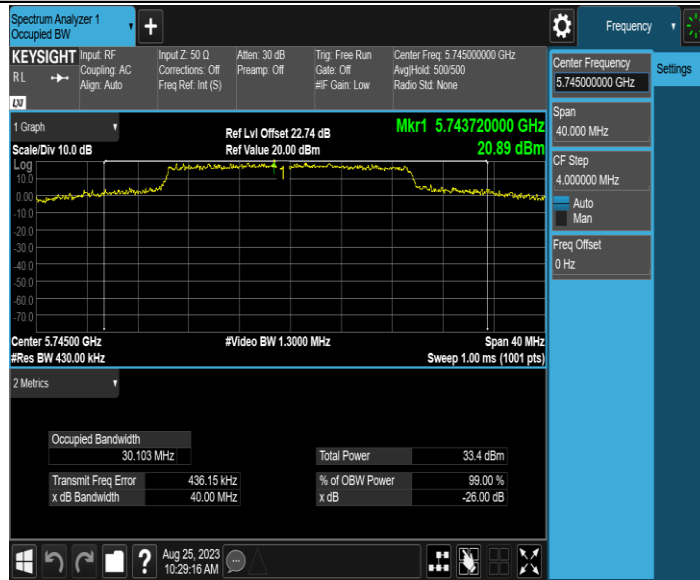 Spectrum Analyzer 1
Occupied BW
+
Frequency
KEYSIGHT
RL
LXI
Input: RF
Coupling: AC
Align: Auto
Input Z: 50 Ω
Corrections: Off
Freq Ref: Int (S)
Atten: 30 dB
Preamp: Off
Trig: Free Run
Gate: Off
#IF Gain: Low
Center Freq: 5.745000000 GHz
Avg|Hold: 500/500
Radio Std: None
Center Frequency
5.745000000 GHz
Settings
Span
40.000 MHz
CF Step
4.000000 MHz
Auto
Man
Freq Offset
0 Hz
1 Graph
Scale/Div 10.0 dB
Ref Lvl Offset 22.74 dB
Ref Value 20.00 dBm
Mkr1 5.743720000 GHz
20.89 dBm
Log
10.0
0.00
-10.0
-20.0
-30.0
-40.0
-50.0
-60.0
-70.0
Center 5.74500 GHz
#Res BW 430.00 kHz
#Video BW 1.3000 MHz
Span 40 MHz
Sweep 1.00 ms (1001 pts)
2 Metrics
Occupied Bandwidth
30.103 MHz
Transmit Freq Error 436.15 kHz
x dB Bandwidth 40.00 MHz
Total Power 33.4 dBm
% of OBW Power 99.00 %
x dB -26.00 dB
?
Aug 25, 2023
10:29:16 AM